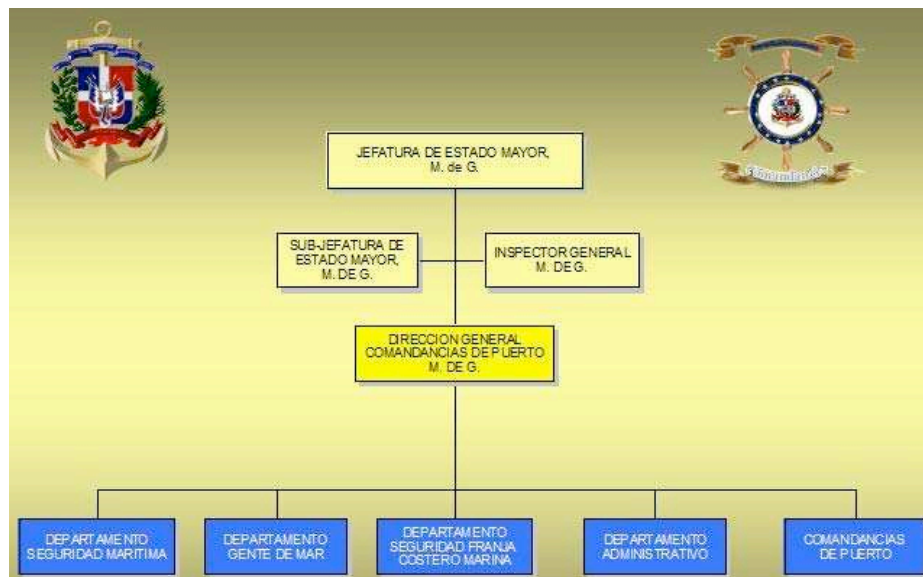 JEFATURA DE ESTADO MAYOR,
M. de G.
SUB-JEFATURA DE
ESTADO MAYOR,
M. DE G.
INSPECTOR GENERAL
M. DE G.
DIRECCION GENERAL
COMANDANCIAS DE PUERTO
M. DE G.
DEPARTAMENTO
SEGURIDAD MARITIMA
DEPARTAMENTO
GENTE DE MAR
DEPARTAMENTO
SEGURIDAD FRANJA
COSTERO MARINA
DEPARTAMENTO
ADMINISTRATIVO
COMANDANCIAS
DE PUERTO